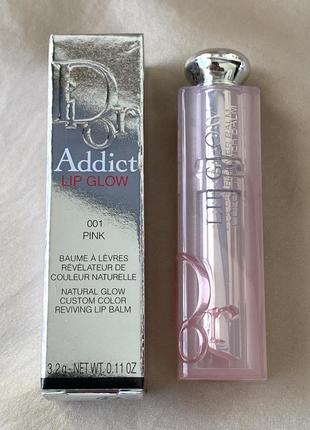 Dior
Addict
LIP GLOW
001
PINK
BAUME À LÈVRES
RÉVÉLATEUR DE
COULEUR NATURELLE
NATURAL GLOW
CUSTOM COLOR
REVIVING LIP BALM
3.2 g - NET WT. 0.11 OZ
LIP GLOW
Dior